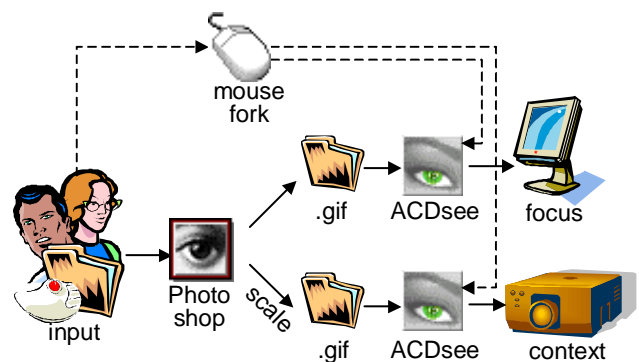 mouse
fork
.gif
ACDsee
focus
input
Photo
shop
scale
.gif
ACDsee
context